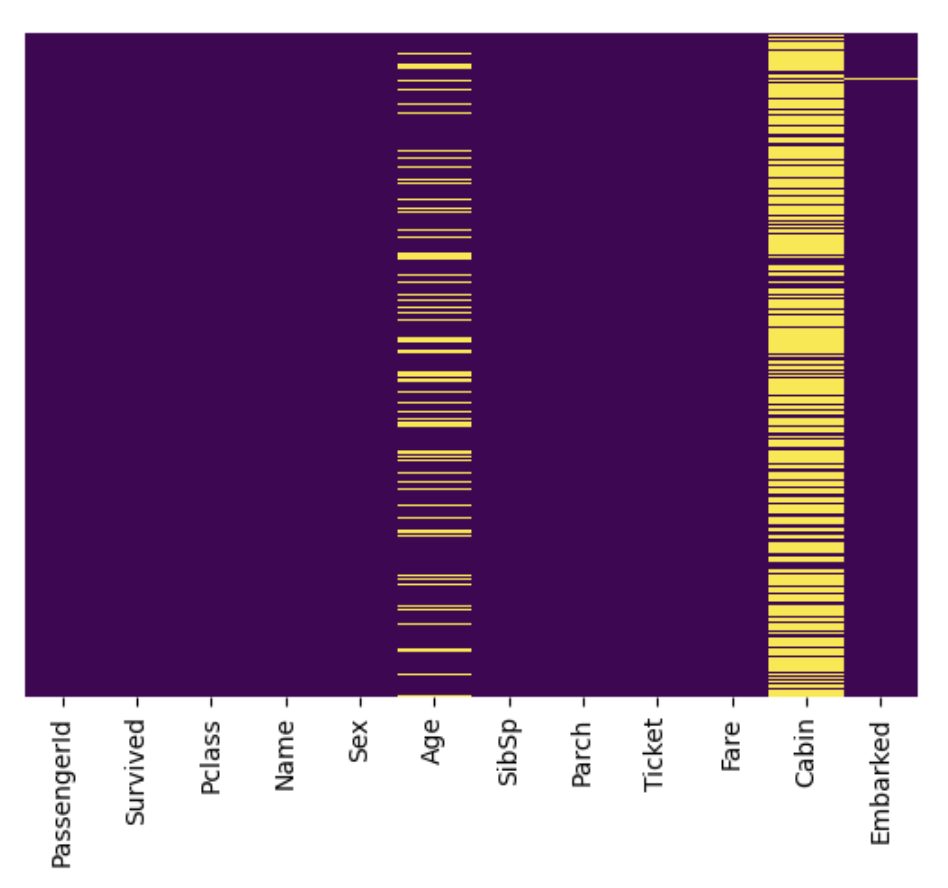 PassengerId
Survived
Pclass
Name
Sex
Age
SibSp
Parch
Ticket
Fare
Cabin
Embarked